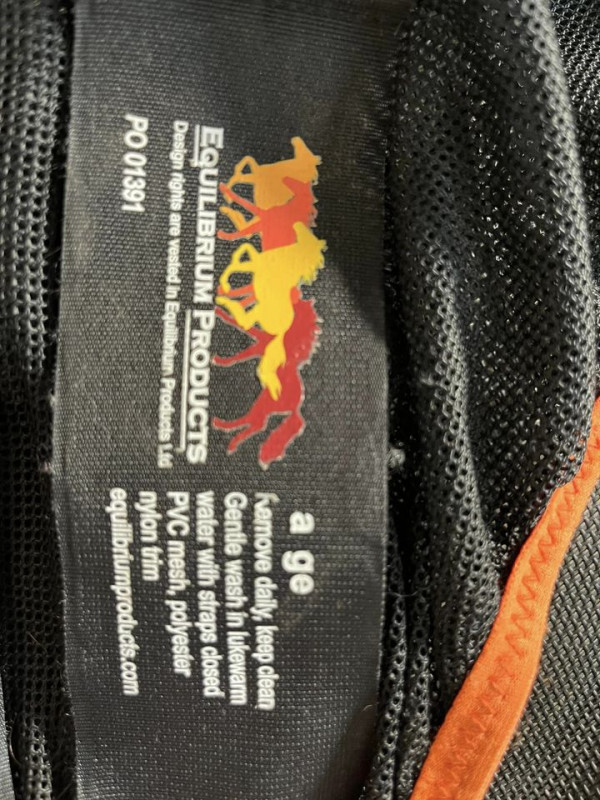 EQUILIBRIUM PRODUCTS
Design rights are vested in Equilibrium Products Ltd
PO 01391
a ge
Remove daily, keep clean
Gentle wash in lukewarm
water with straps closed
PVC mesh, polyester
nylon trim
equilibriumproducts.com